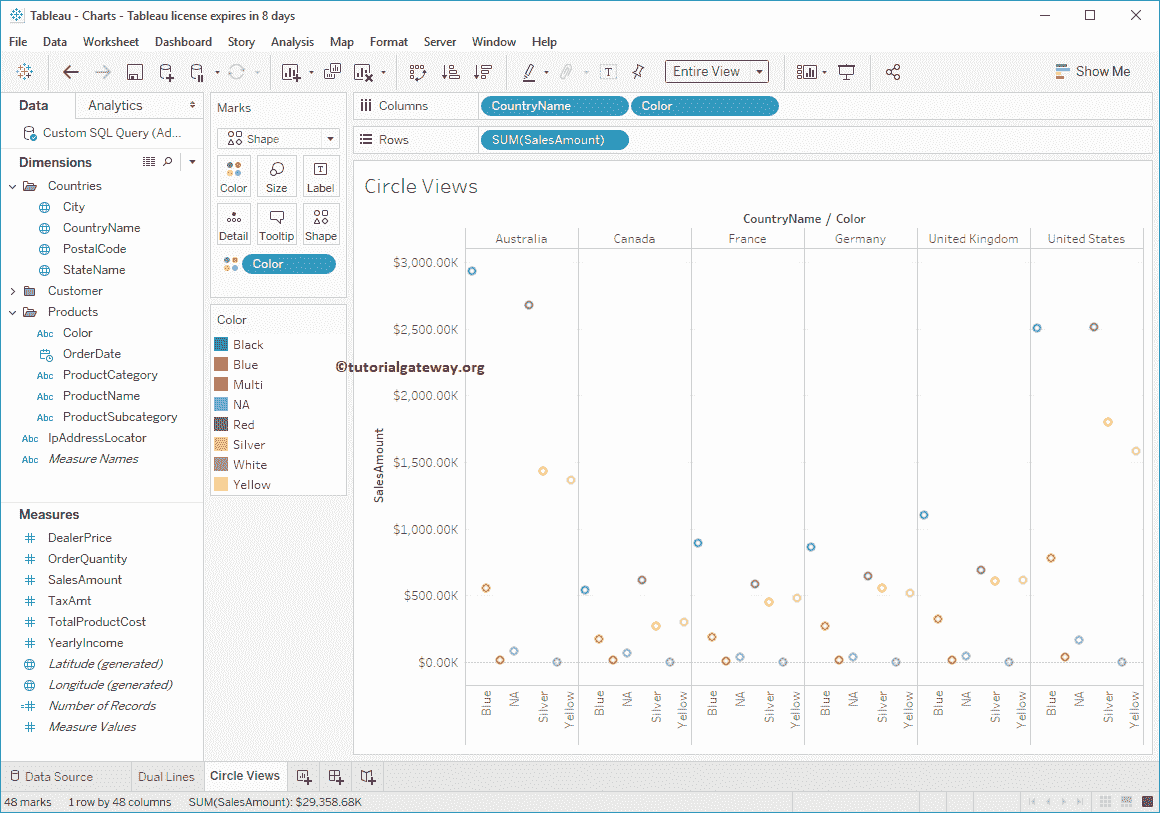 Tableau - Charts - Tableau license expires in 8 days
File Data Worksheet Dashboard Story Analysis Map Format Server Window Help
Entire View
Show Me
Data Analytics
Custom SQL Query (Ad...
Dimensions
Countries
City
CountryName
PostalCode
StateName
Customer
Products
Abc Color
OrderDate
Abc ProductCategory
Abc ProductName
Abc ProductSubcategory
Abc IpAddressLocator
Abc Measure Names
Measures
DealerPrice
OrderQuantity
SalesAmount
TaxAmt
TotalProductCost
YearlyIncome
Latitude (generated)
Longitude (generated)
Number of Records
Measure Values
Marks
Shape
Color Size Label
Detail Tooltip Shape
Color
Color
Black
Blue
Multi
NA
Red
Silver
White
Yellow
©tutorialgateway.org
Columns CountryName Color
Rows SUM(SalesAmount)
Circle Views
CountryName / Color
Australia Canada France Germany United Kingdom United States
SalesAmount
$3,000.00K
$2,500.00K
$2,000.00K
$1,500.00K
$1,000.00K
$500.00K
$0.00K
Blue NA Silver Yellow Blue NA Silver Yellow Blue NA Silver Yellow Blue NA Silver Yellow Blue NA Silver Yellow Blue NA Silver Yellow
Data Source Dual Lines Circle Views
48 marks 1 row by 48 columns SUM(SalesAmount): $29,358.68K